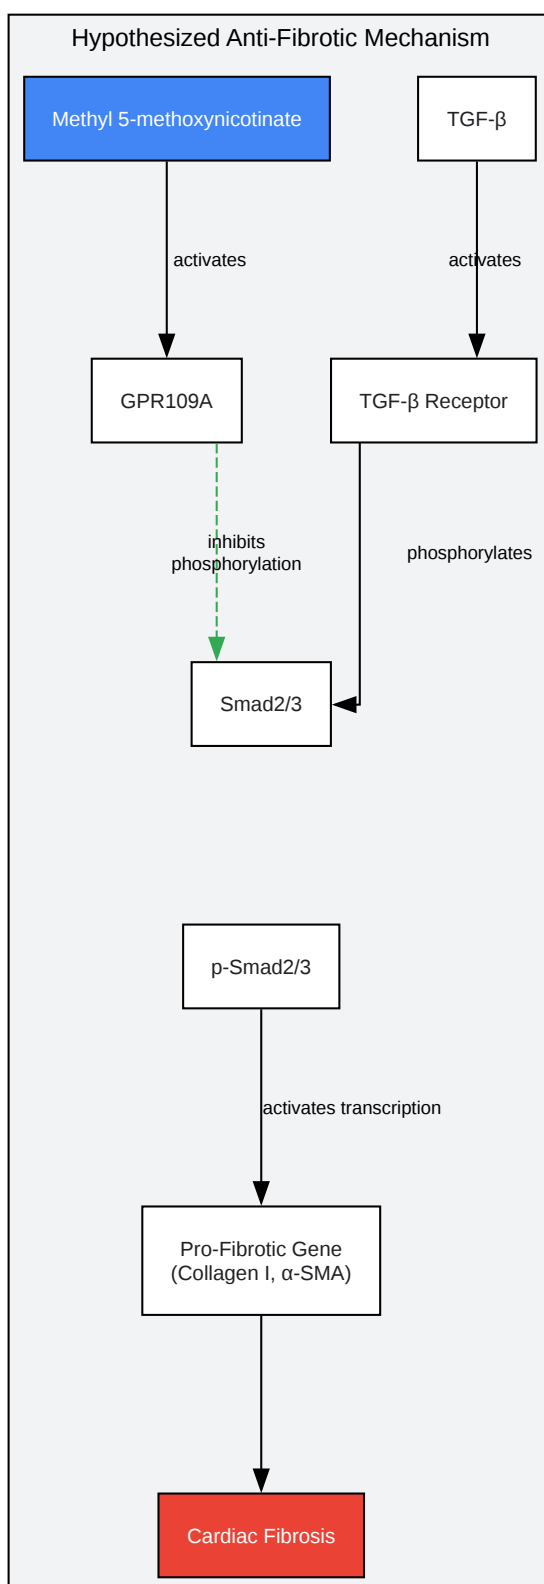 Hypothesized Anti-Fibrotic Mechanism
Methyl 5-methoxynicotinate
TGF-β
activates
activates
GPR109A
TGF-β Receptor
inhibits
phosphorylation
phosphorylates
Smad2/3
p-Smad2/3
activates transcription
Pro-Fibrotic Gene
(Collagen I, α-SMA)
Cardiac Fibrosis